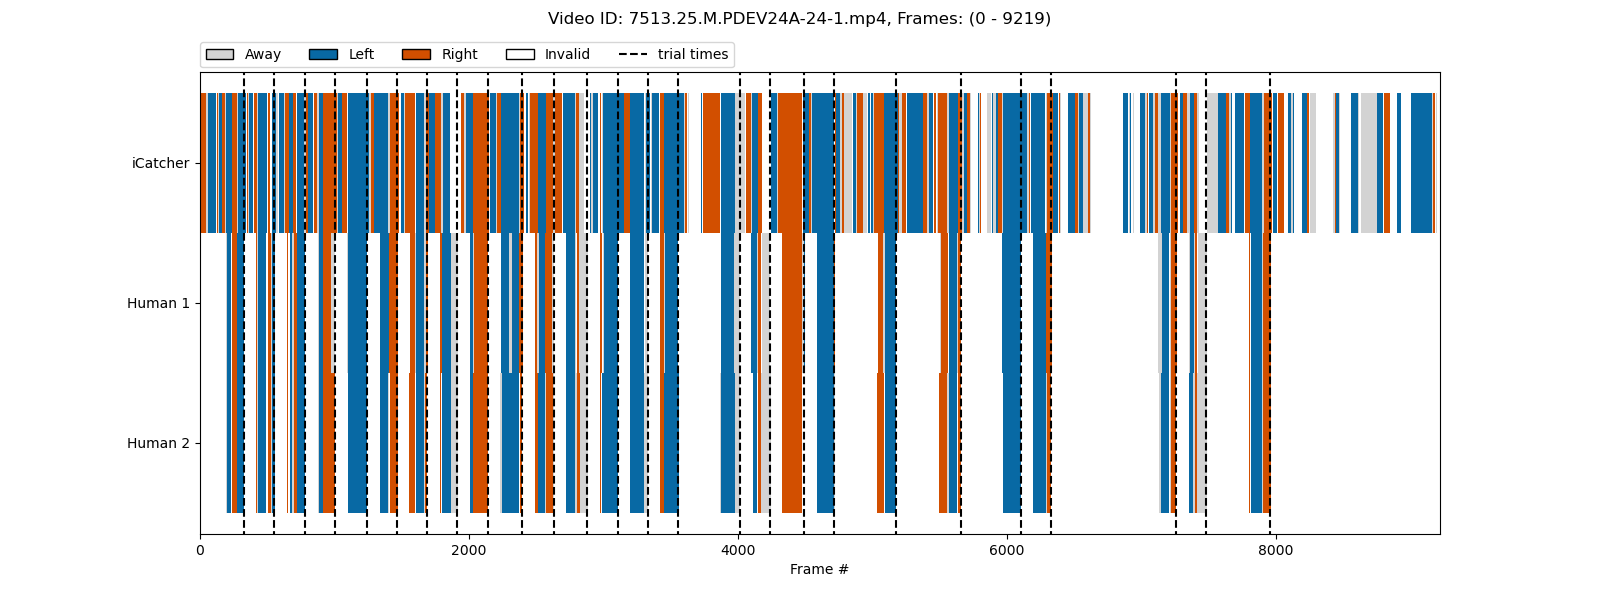 Video ID: 7513.25.M.PDEV24A-24-1.mp4, Frames: (0 - 9219)
Away Left Right Invalid trial times
iCatcher
Human 1
Human 2
0 2000 4000 6000 8000
Frame #